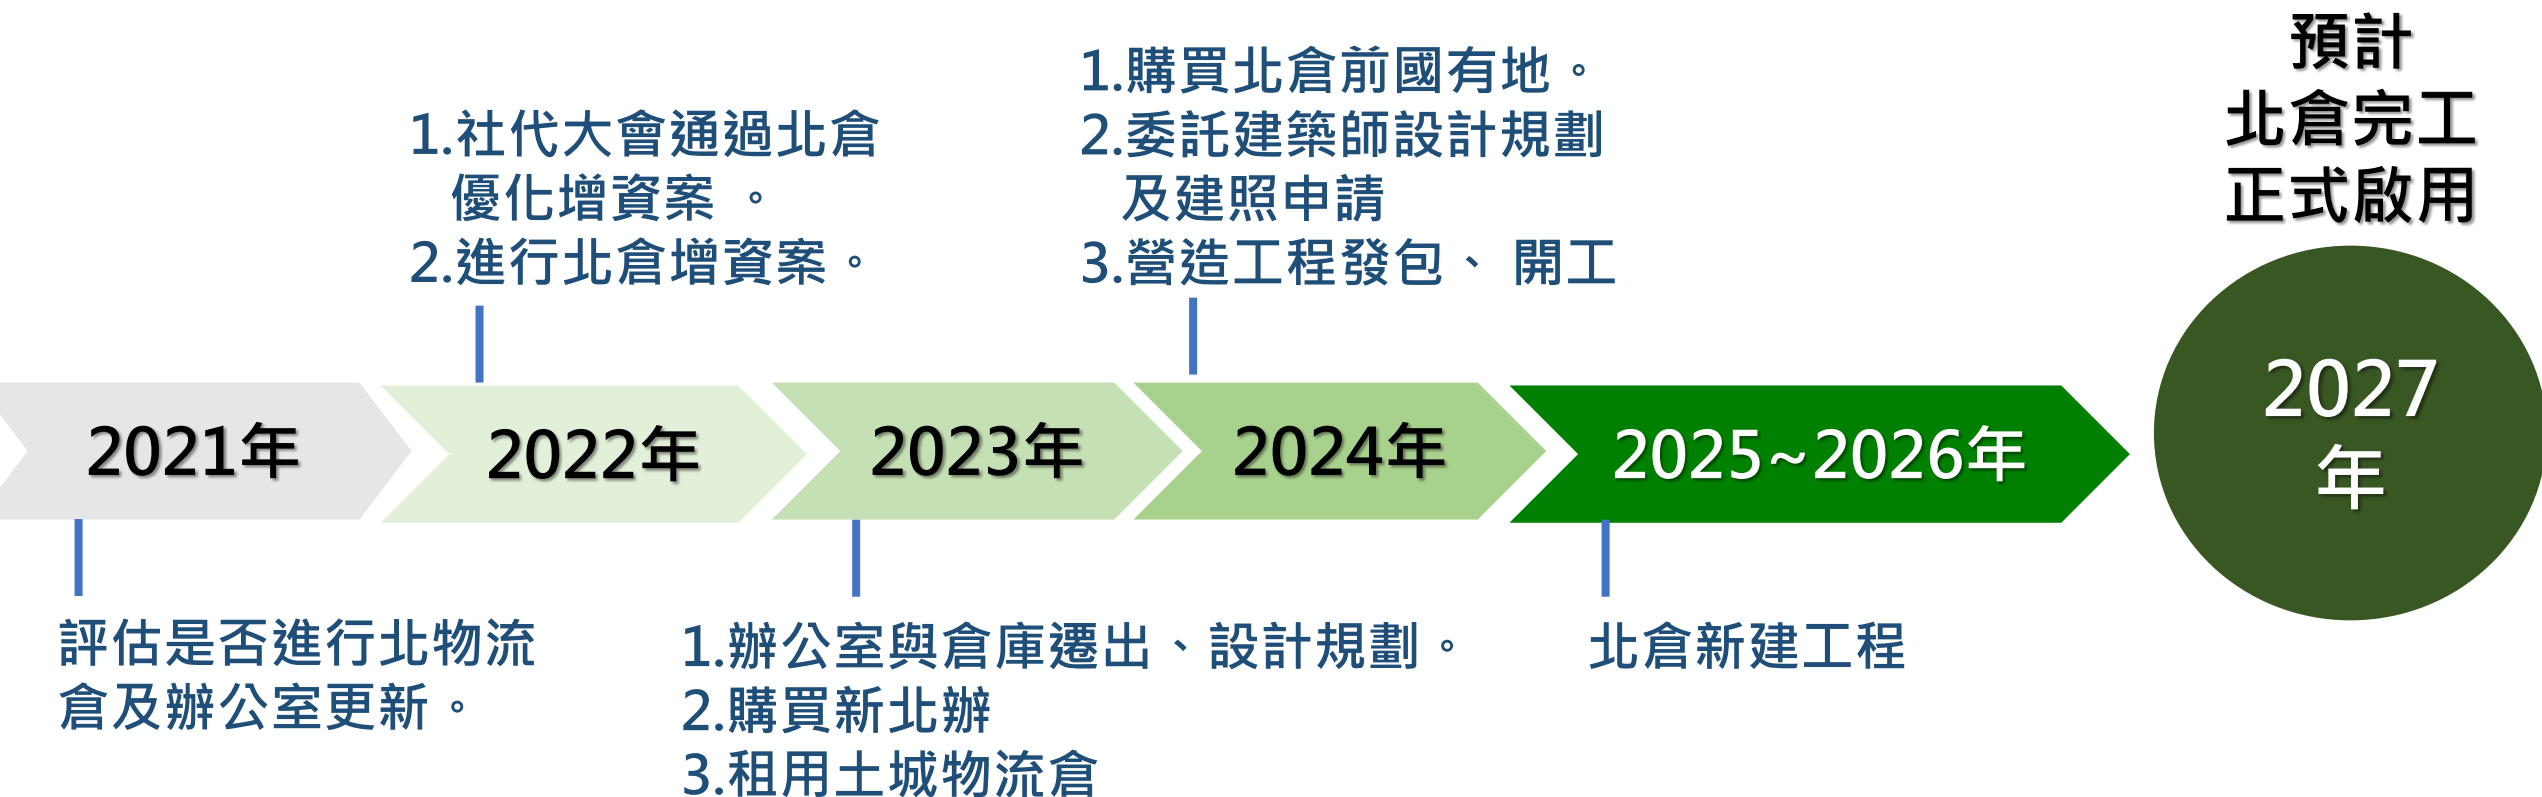 2021年
評估是否進行北物流
倉及辦公室更新。
1.社代大會通過北倉
優化增資案 。
2.進行北倉增資案。
2022年
2023年
1.辦公室與倉庫遷出、設計規劃。
2.購買新北辦
3.租用土城物流倉
1.購買北倉前國有地。
2.委託建築師設計規劃
及建照申請
3.營造工程發包、 開工
2024年
2025~2026年
北倉新建工程
預計
北倉完工
正式啟用
2027
年